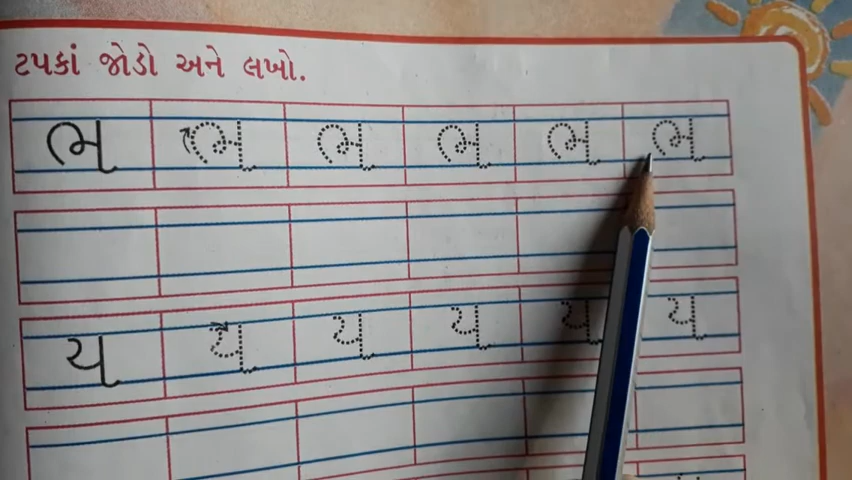 ટપકાં જોડો અને લખો.
ભ ભ ભ ભ ભ ભ
ય ય ય ય ય ય